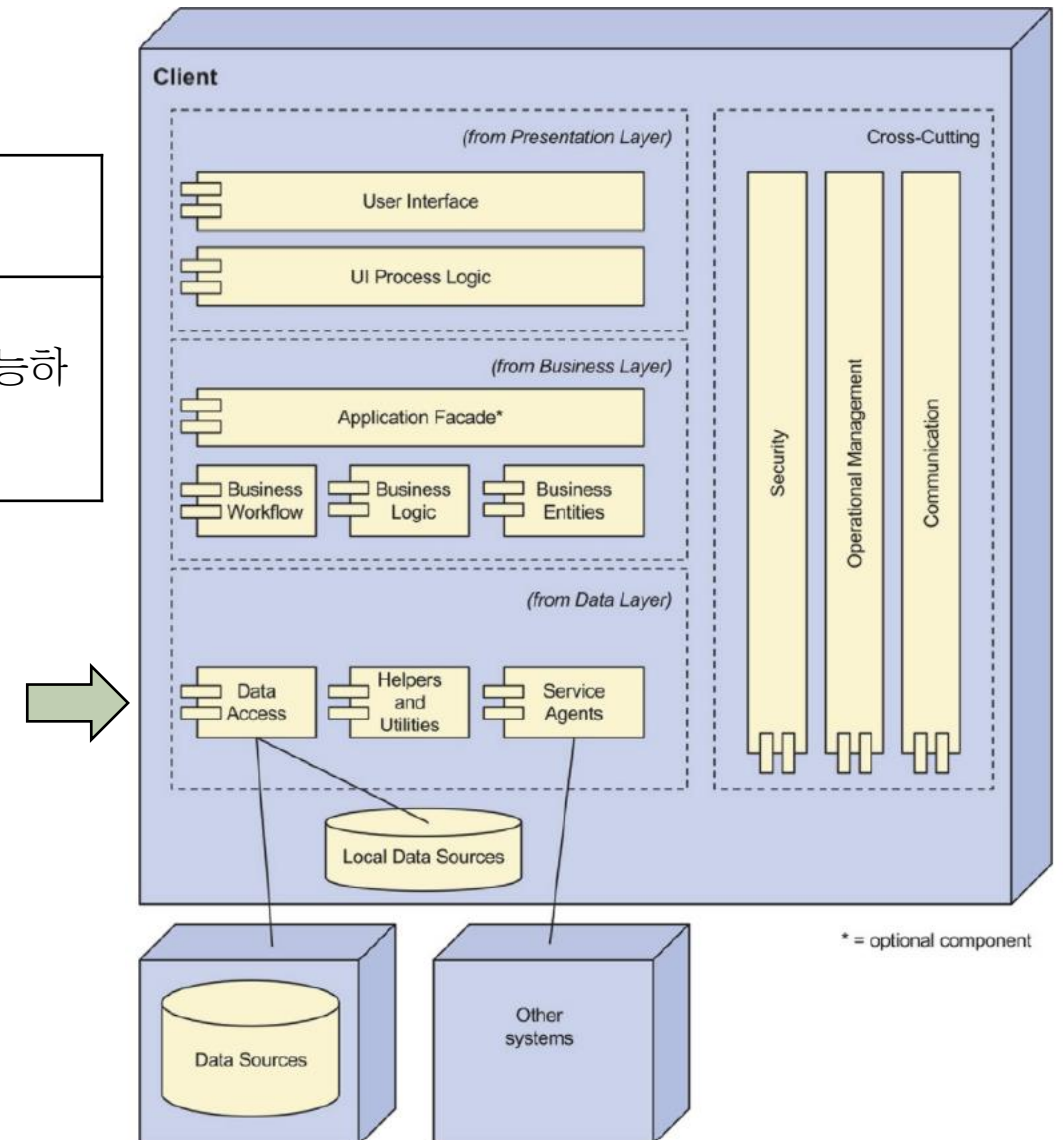 Client
(from Presentation Layer)
User Interface
UI Process Logic
(from Business Layer)
Application Facade*
Business
Workflow
Business
Logic
Business
Entities
(from Data Layer)
Data
Access
Helpers
and
Utilities
Service
Agents
Local Data Sources
Cross-Cutting
Security
Operational Management
Communication
* = optional component
Data Sources
Other
systems
능하